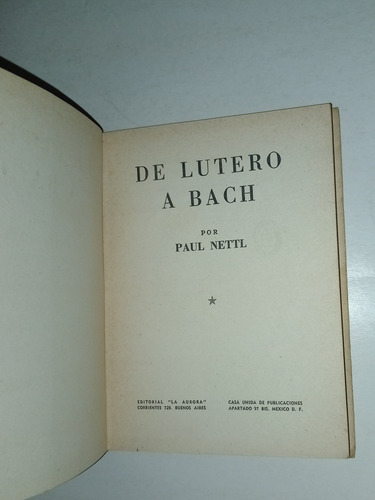 DE LUTERO
A BACH
POR
PAUL NETTL
EDITORIAL "LA AURORA"
CORRIENTES 728 BUENOS AIRES
CASA UNIDA DE PUBLICACIONES
APARTADO 97 BIS, MEXICO D. F.